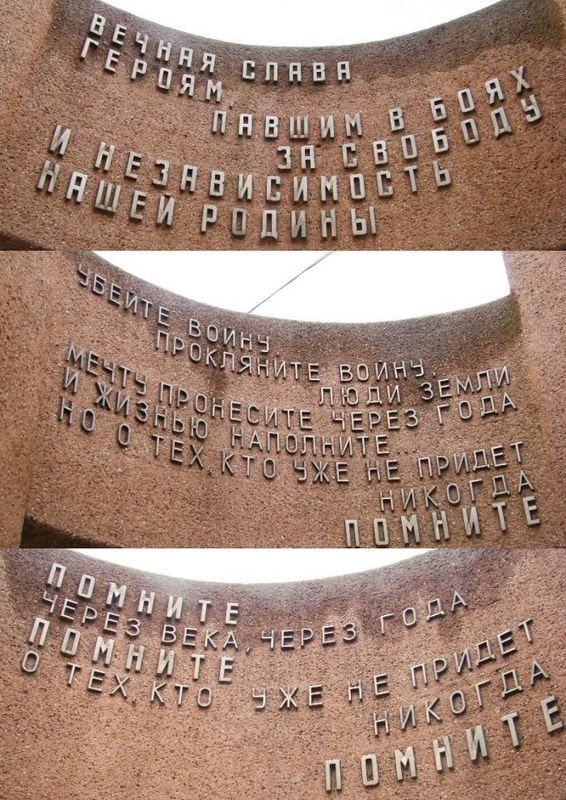 ВЕЧНАЯ СЛАВА
ГЕРОЯМ,
ПАВШИМ В БОЯХ
ЗА СВОБОДУ
И НЕЗАВИСИМОСТЬ
НАШЕЙ РОДИНЫ
УБЕЙТЕ ВОЙНУ,
ПРОКЛЯНИТЕ ВОЙНУ,
ЛЮДИ ЗЕМЛИ
МЕЧТУ ПРОНЕСИТЕ ЧЕРЕЗ ГОДА
И ЖИЗНЬЮ НАПОЛНИТЕ...
НО О ТЕХ, КТО УЖЕ НЕ ПРИДЕТ
НИКОГДА
ПОМНИТЕ
ПОМНИТЕ
ЧЕРЕЗ ВЕКА, ЧЕРЕЗ ГОДА
ПОМНИТЕ
О ТЕХ, КТО УЖЕ НЕ ПРИДЕТ
НИКОГДА
ПОМНИТЕ